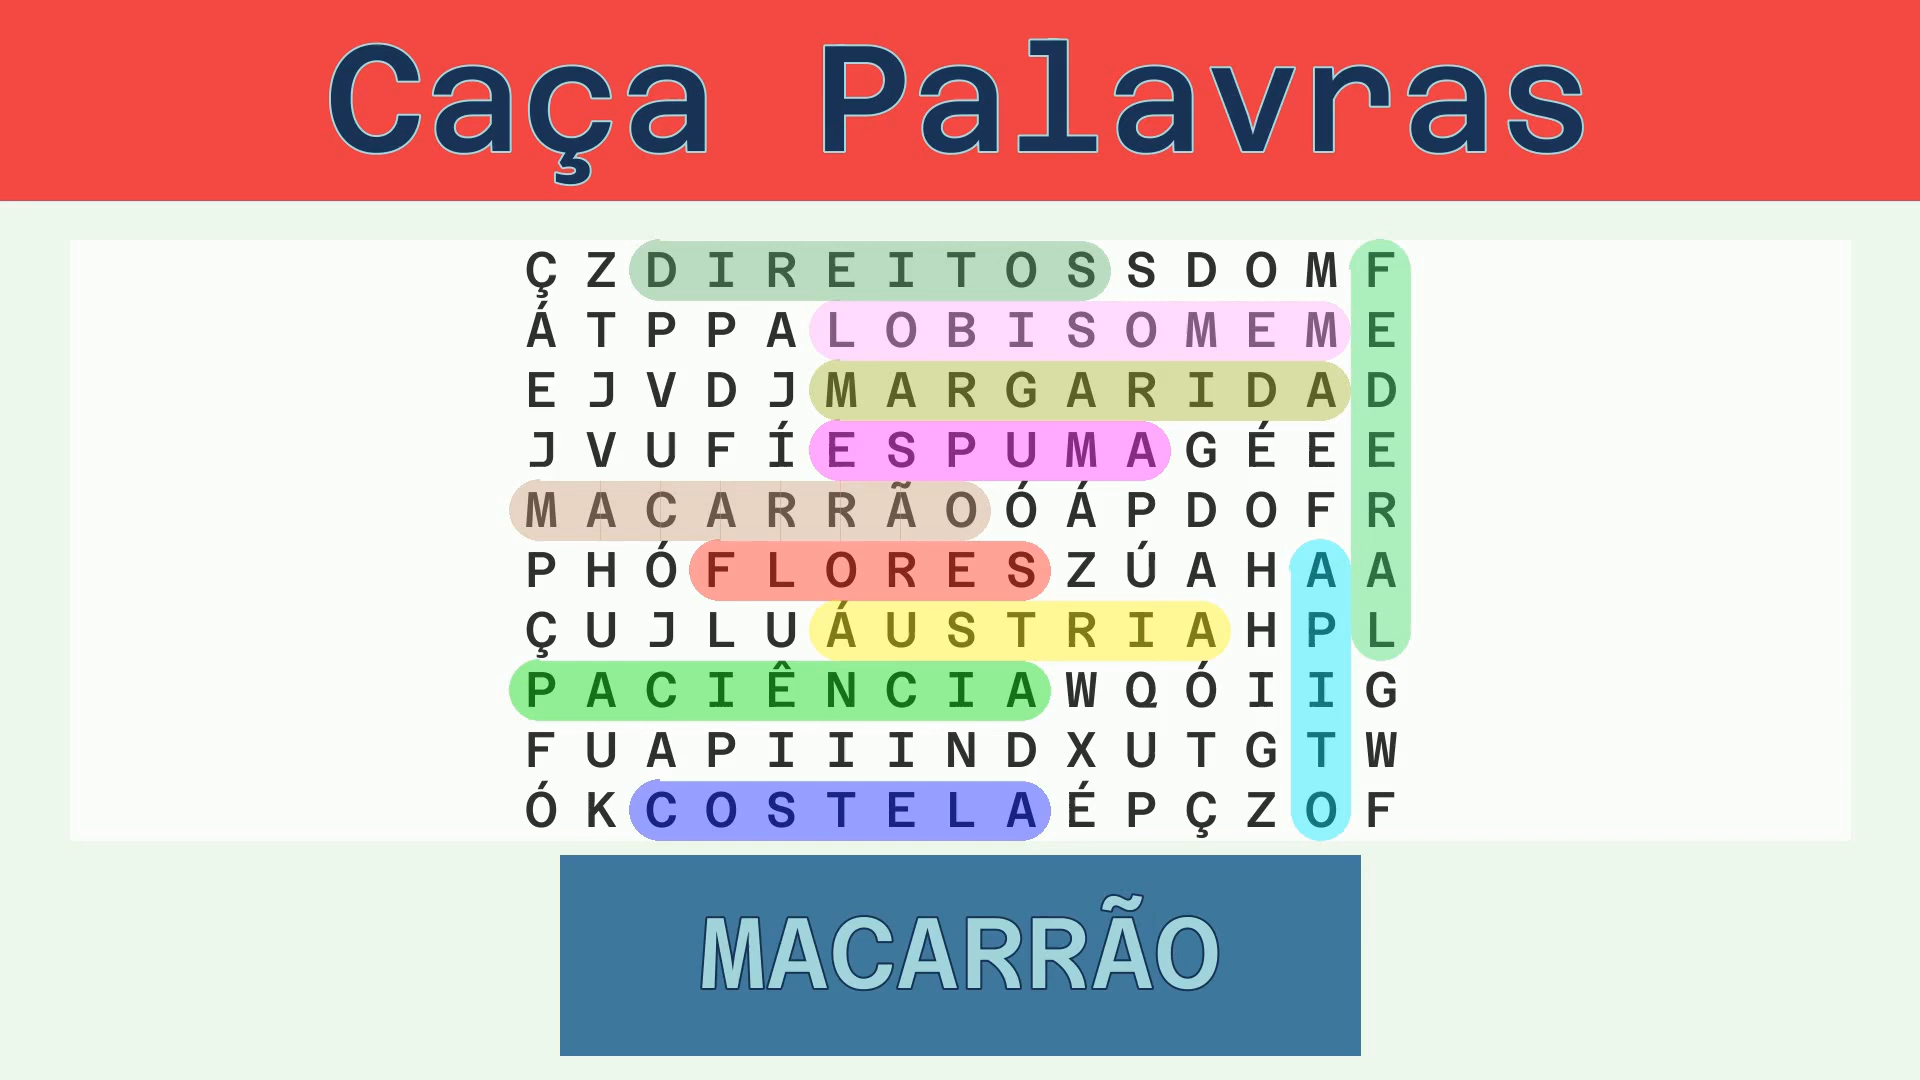 Caça Palavras
Ç Z D I R E I T O S S D O M F
Á T P P A L O B I S O M E M E
E J V D J M A R G A R I D A D
J V U F Í E S P U M A G É E E
M A C A R R Ã O Ó Á P D O F R
P H Ó F L O R E S Z Ú A H A A
Ç U J L U Á U S T R I A H P L
P A C I Ê N C I A W Q Ó I I G
F U A P I I I N D X U T G T W
Ó K C O S T E L A É P Ç Z O F
MACARRÃO